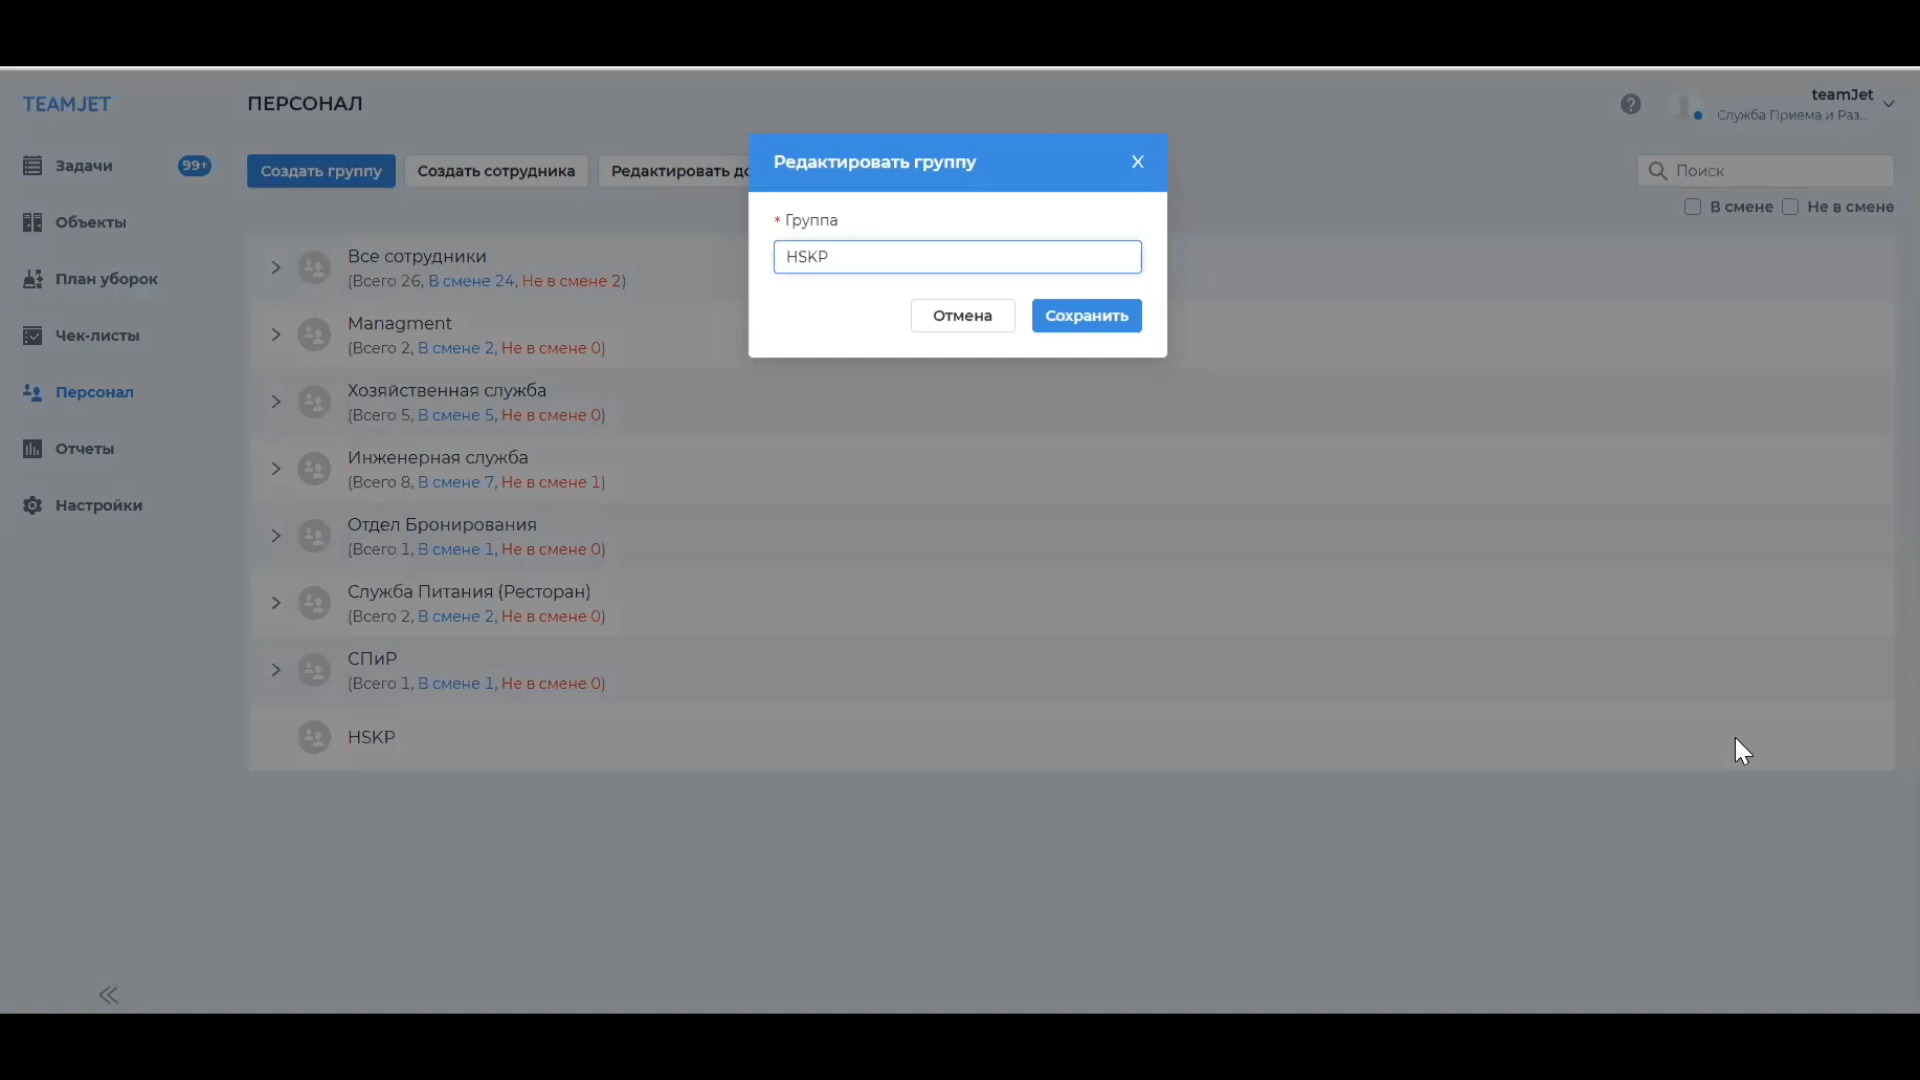 TEAMJET
ПЕРСОНАЛ
teamJet
Служба Приема и Раз...
Задачи
99+
Объекты
План уборок
Чек-листы
Персонал
Отчеты
Настройки
Создать группу
Создать сотрудника
Редактировать до
Поиск
В смене
Не в смене
Редактировать группу
X
* Группа
HSKP
Отмена
Сохранить
Все сотрудники
(Всего 26, В смене 24, Не в смене 2)
Managment
(Всего 2, В смене 2, Не в смене 0)
Хозяйственная служба
(Всего 5, В смене 5, Не в смене 0)
Инженерная служба
(Всего 8, В смене 7, Не в смене 1)
Отдел Бронирования
(Всего 1, В смене 1, Не в смене 0)
Служба Питания (Ресторан)
(Всего 2, В смене 2, Не в смене 0)
СПиР
(Всего 1, В смене 1, Не в смене 0)
HSKP